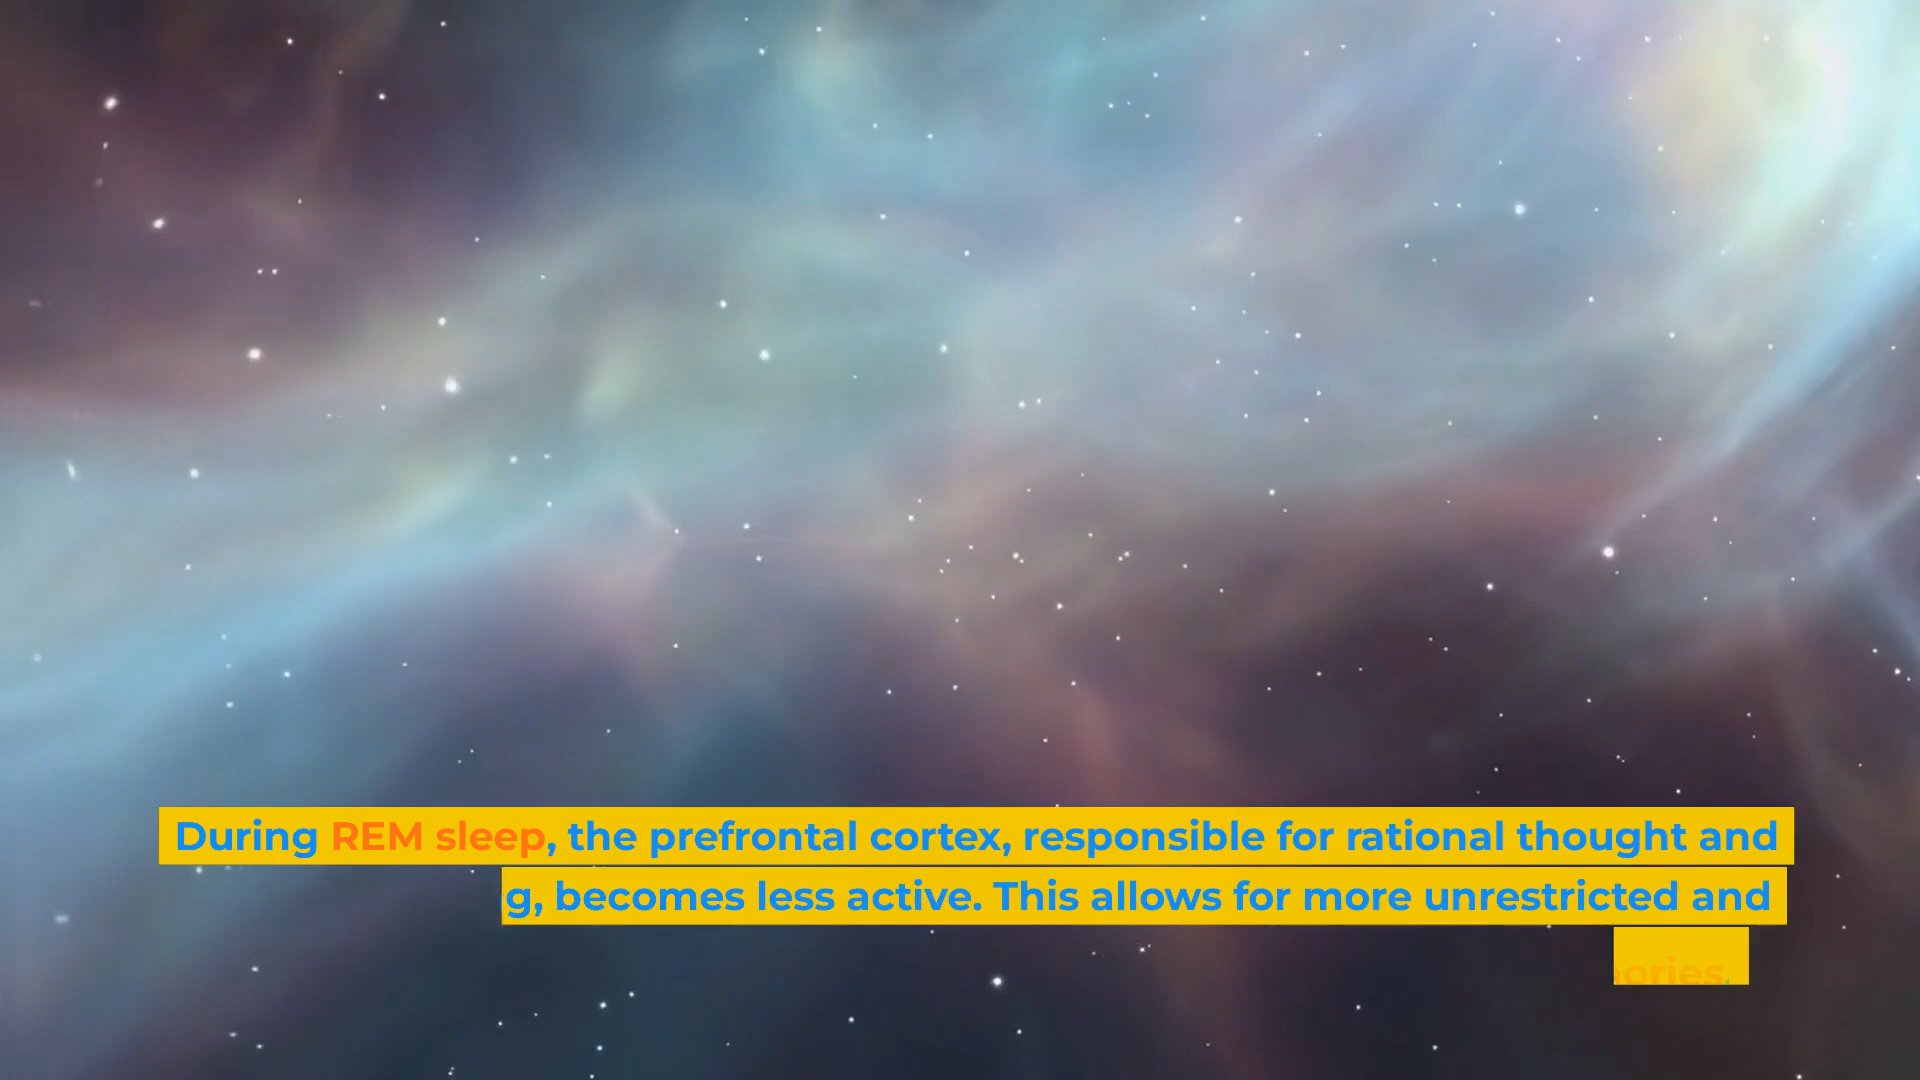 During REM sleep, the prefrontal cortex, responsible for rational thought and
g, becomes less active. This allows for more unrestricted and
ories.